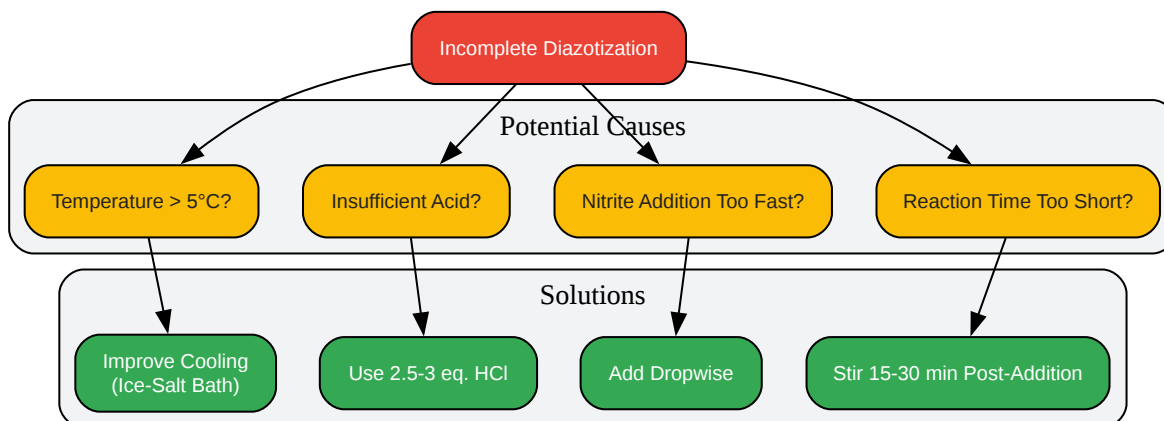 Incomplete Diazotization
Potential Causes
Temperature > 5°C?
Insufficient Acid?
Nitrite Addition Too Fast?
Reaction Time Too Short?
Solutions
Improve Cooling
(Ice-Salt Bath)
Use 2.5-3 eq. HCl
Add Dropwise
Stir 15-30 min Post-Addition